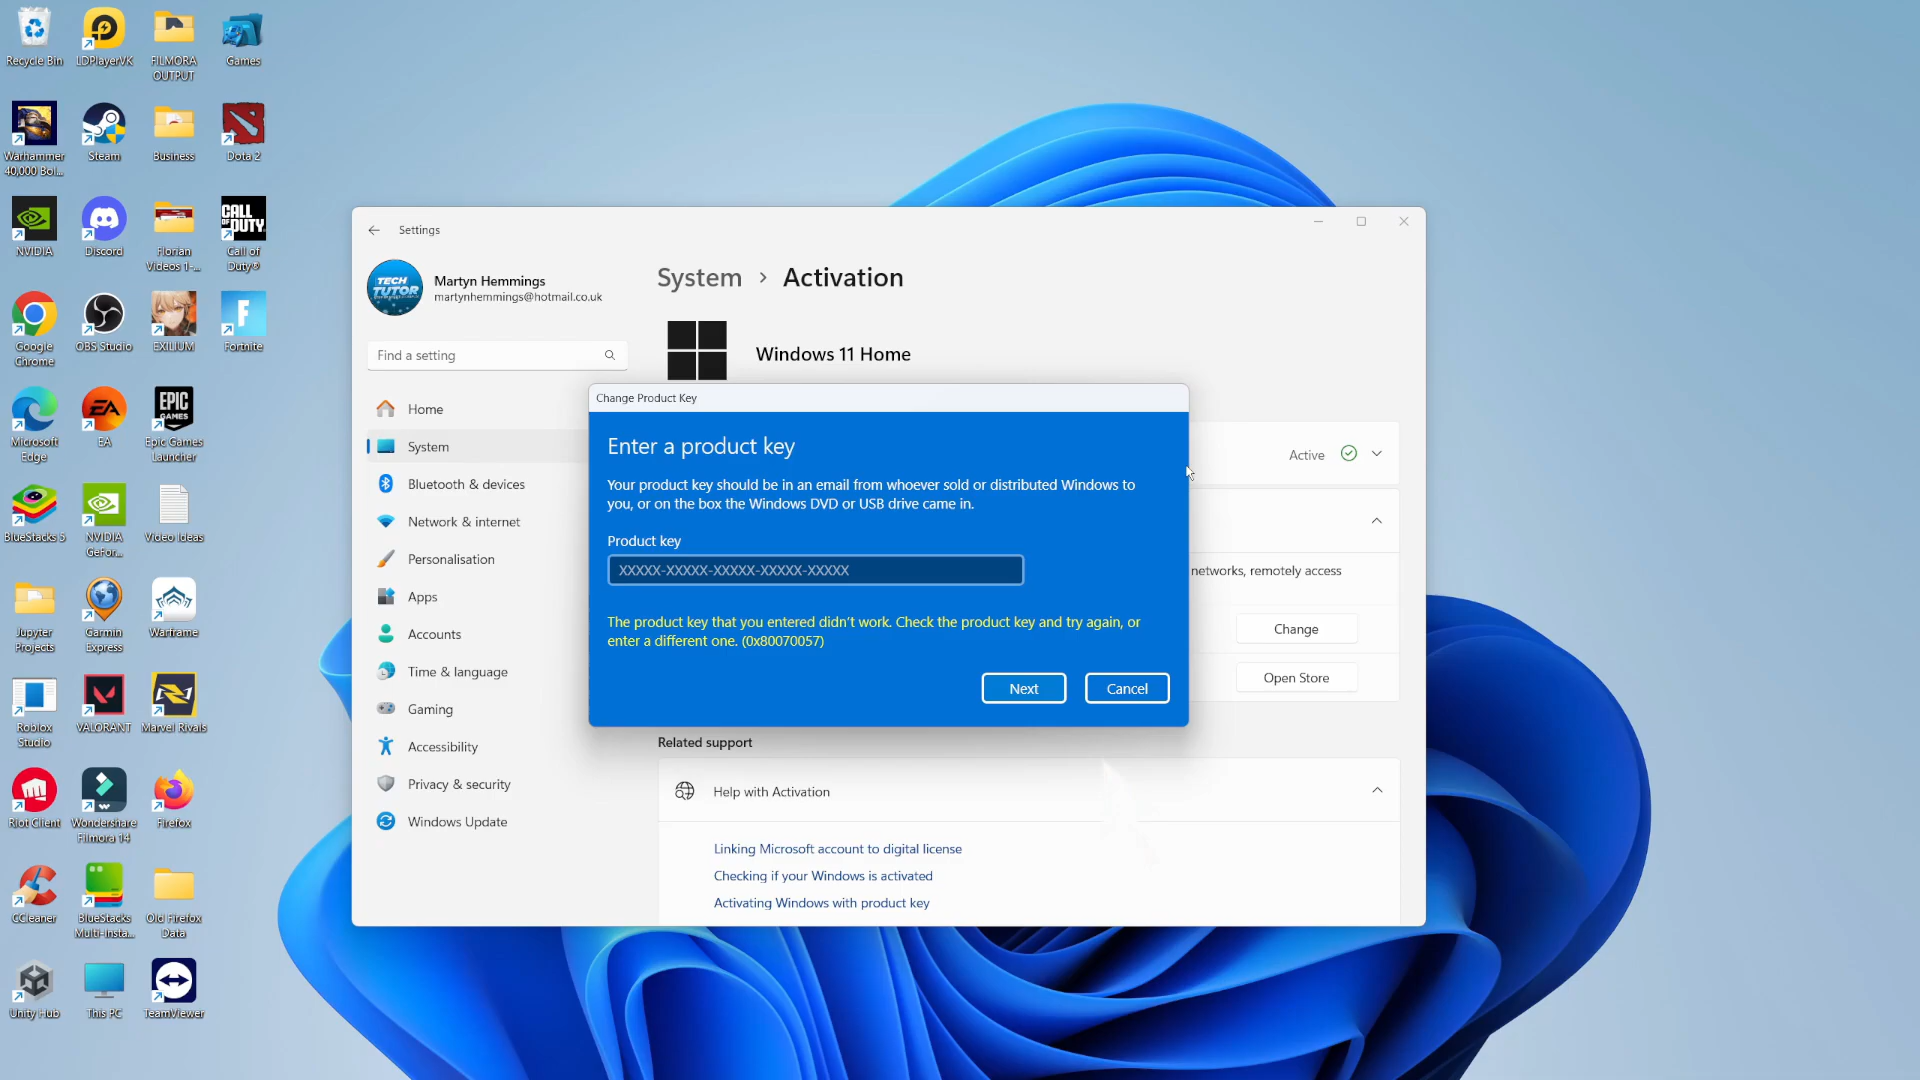 Recycle Bin
LDPlayerVK
FILMORA
OUTPUT
Games
Warhammer
40,000 Bol...
Steam
Business
Dota 2
NVIDIA
Discord
Florian
Videos 1-...
CALL OF DUTY
Call of
Duty®
Google
Chrome
OBS Studio
EXILIUM
Fortnite
Microsoft
Edge
EA
EA
EPIC
GAMES
Epic Games
Launcher
BlueStacks 5
NVIDIA
GeFor...
Video Ideas
Jupyter
Projects
Garmin
Express
Warframe
Roblox
Studio
VALORANT
Marvel Rivals
Riot Client
Wondershare
Filmora 14
Firefox
CCleaner
BlueStacks
Multi-Insta...
Old Firefox
Data
Unity Hub
This PC
TeamViewer
Settings
TECH
TUTOR
Martyn Hemmings
martynhemmings@hotmail.co.uk
Find a setting
Home
System
Bluetooth & devices
Network & internet
Personalisation
Apps
Accounts
Time & language
Gaming
Accessibility
Privacy & security
Windows Update
System > Activation
Windows 11 Home
Active
networks, remotely access
Change
Open Store
Change Product Key
Enter a product key
Your product key should be in an email from whoever sold or distributed Windows to
you, or on the box the Windows DVD or USB drive came in.
Product key
XXXXX-XXXXX-XXXXX-XXXXX-XXXXX
The product key that you entered didn't work. Check the product key and try again, or
enter a different one. (0x80070057)
Next
Cancel
Related support
Help with Activation
Linking Microsoft account to digital license
Checking if your Windows is activated
Activating Windows with product key